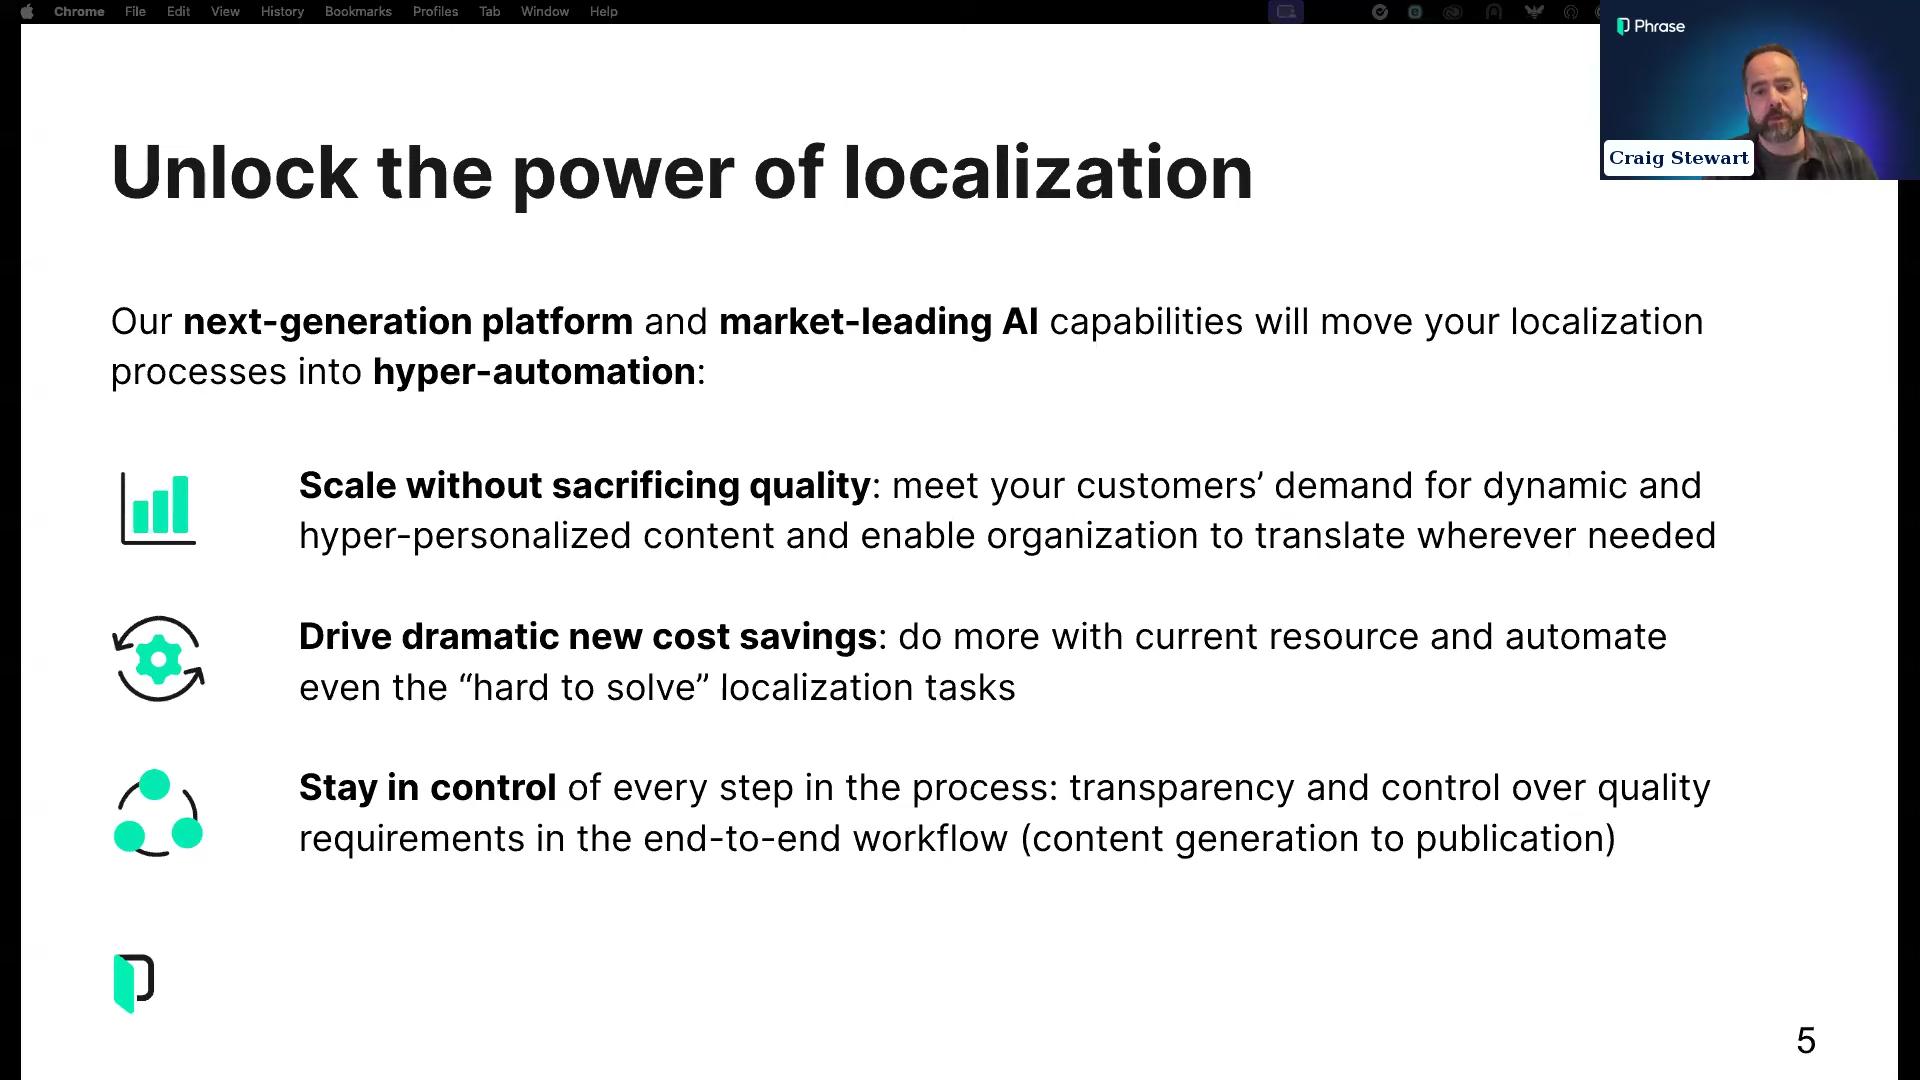 Chrome File Edit View History Bookmarks Profiles Tab Window Help
Phrase
Craig Stewart
Unlock the power of localization
Our next-generation platform and market-leading AI capabilities will move your localization
processes into hyper-automation:
Scale without sacrificing quality: meet your customers’ demand for dynamic and
hyper-personalized content and enable organization to translate wherever needed
Drive dramatic new cost savings: do more with current resource and automate
even the “hard to solve” localization tasks
Stay in control of every step in the process: transparency and control over quality
requirements in the end-to-end workflow (content generation to publication)
5